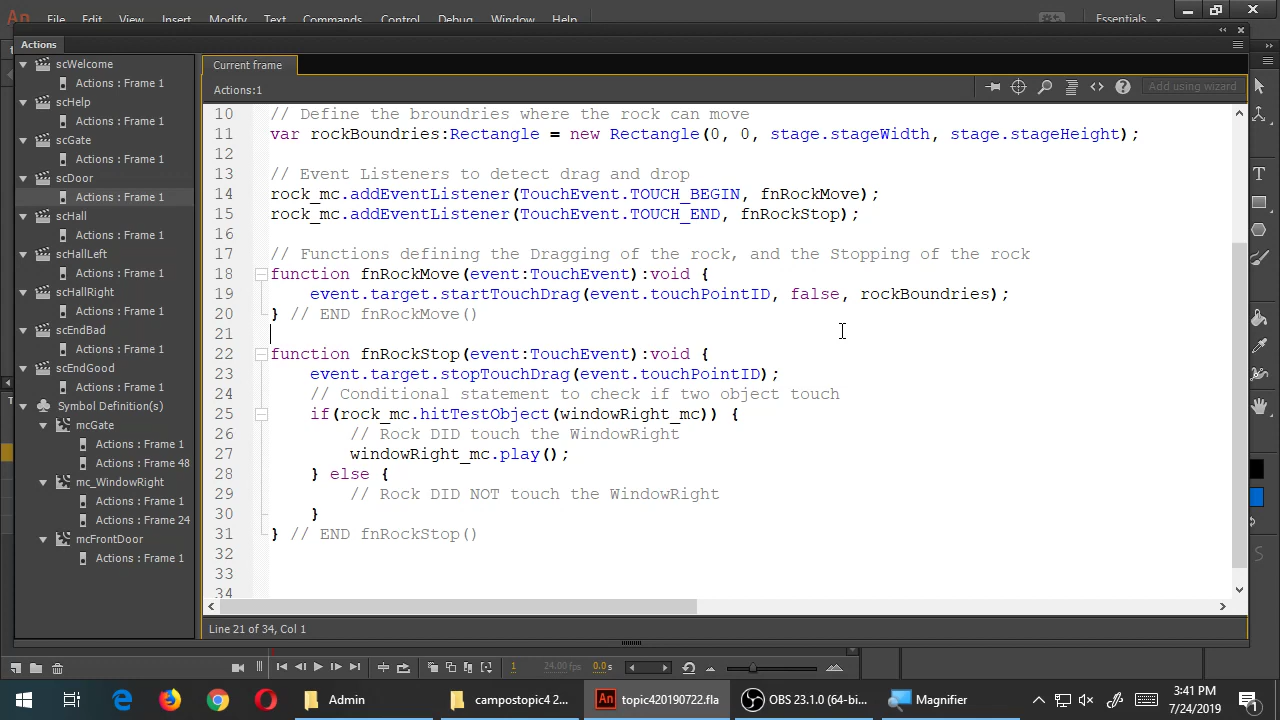 An File Edit View Insert Modify Text Commands Control Debug Window Help Essentials
Actions
scWelcome
Actions : Frame 1
scHelp
Actions : Frame 1
scGate
Actions : Frame 1
scDoor
Actions : Frame 1
scHall
Actions : Frame 1
scHallLeft
Actions : Frame 1
scHallRight
Actions : Frame 1
scEndBad
Actions : Frame 1
scEndGood
Actions : Frame 1
Symbol Definition(s)
mcGate
Actions : Frame 1
Actions : Frame 48
mc_WindowRight
Actions : Frame 1
Actions : Frame 24
mcFrontDoor
Actions : Frame 1
Current frame
Actions:1
Add using wizard
10 // Define the broundries where the rock can move
11 var rockBoundries:Rectangle = new Rectangle(0, 0, stage.stageWidth, stage.stageHeight);
12
13 // Event Listeners to detect drag and drop
14 rock_mc.addEventListener(TouchEvent.TOUCH_BEGIN, fnRockMove);
15 rock_mc.addEventListener(TouchEvent.TOUCH_END, fnRockStop);
16
17 // Functions defining the Dragging of the rock, and the Stopping of the rock
18 function fnRockMove(event:TouchEvent):void {
19 event.target.startTouchDrag(event.touchPointID, false, rockBoundries);
20 } // END fnRockMove()
21
22 function fnRockStop(event:TouchEvent):void {
23 event.target.stopTouchDrag(event.touchPointID);
24 // Conditional statement to check if two object touch
25 if(rock_mc.hitTestObject(windowRight_mc)) {
26 // Rock DID touch the WindowRight
27 windowRight_mc.play();
28 } else {
29 // Rock DID NOT touch the WindowRight
30 }
31 } // END fnRockStop()
32
33
34
Line 21 of 34, Col 1
1 24.00 fps 0.0 s
Admin
campostopic4 2...
An topic420190722.fla
OBS 23.1.0 (64-bi...
Magnifier
3:41 PM
7/24/2019
1